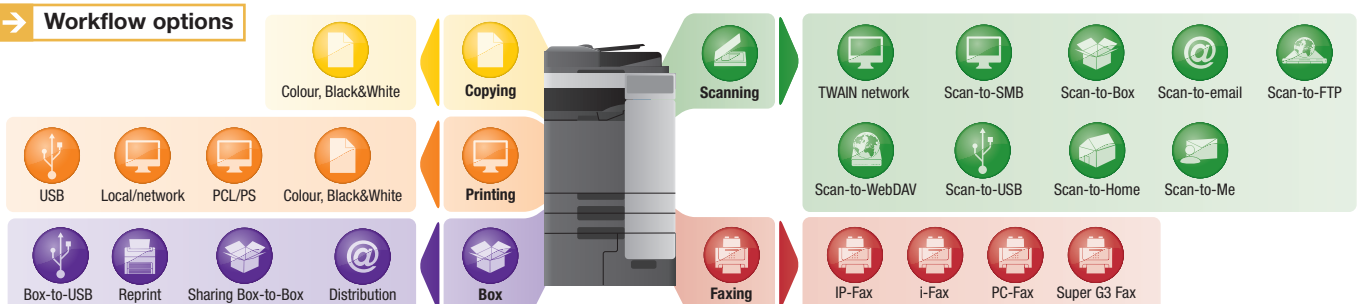 Workflow options
Colour, Black&White
Copying
Scanning
TWAIN network
Scan-to-SMB
Scan-to-Box
Scan-to-email
Scan-to-FTP
Scan-to-WebDAV
Scan-to-USB
Scan-to-Home
Scan-to-Me
USB
Local/network
PCL/PS
Colour, Black&White
Printing
Box-to-USB
Reprint
Sharing Box-to-Box
Distribution
Box
Faxing
IP-Fax
i-Fax
PC-Fax
Super G3 Fax